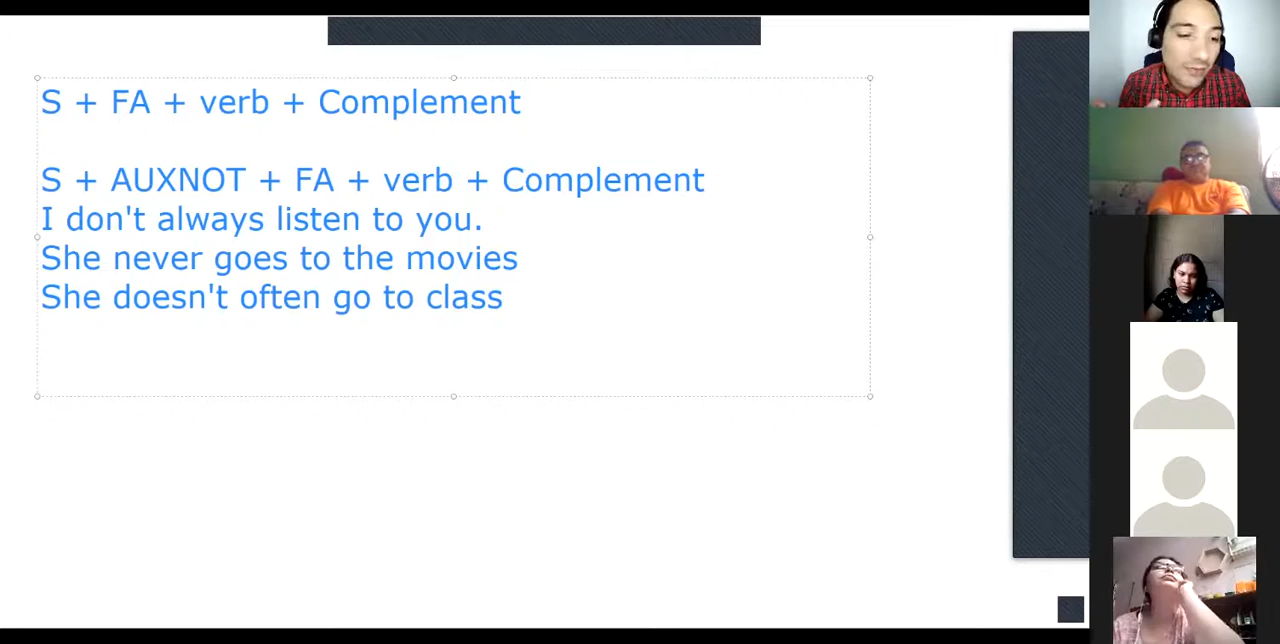 S + FA + verb + Complement
S + AUXNOT + FA + verb + Complement
I don't always listen to you.
She never goes to the movies
She doesn't often go to class